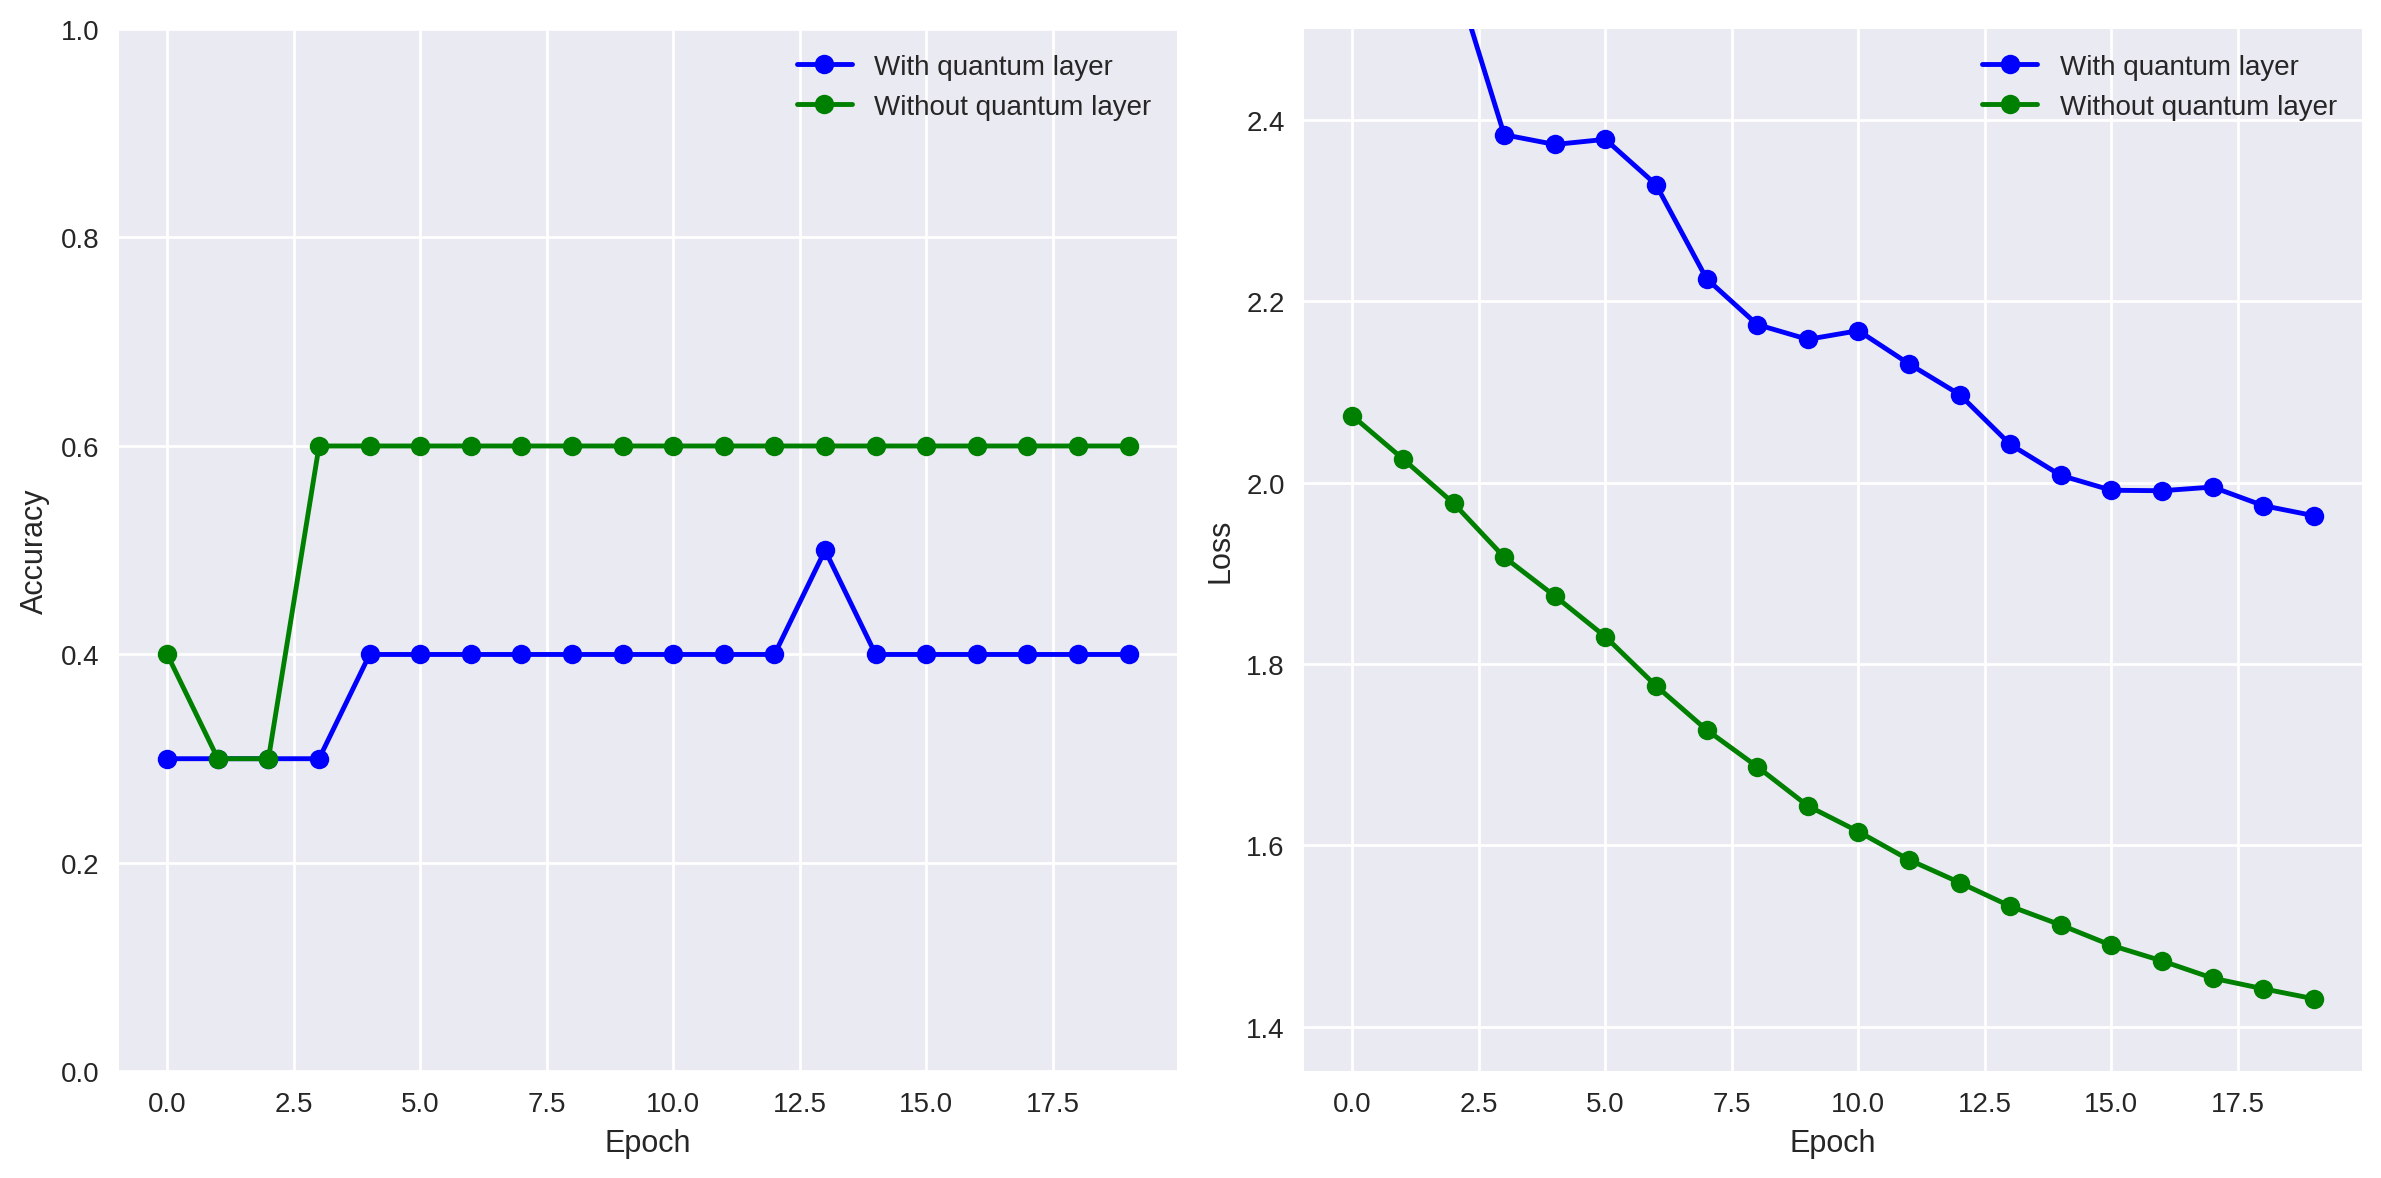 1.0
0.8
0.6
0.4
0.2
0.0
Accuracy
0.0 2.5 5.0 7.5 10.0 12.5 15.0 17.5
Epoch
With quantum layer
Without quantum layer
2.4
2.2
2.0
1.8
1.6
1.4
Loss
0.0 2.5 5.0 7.5 10.0 12.5 15.0 17.5
Epoch
With quantum layer
Without quantum layer